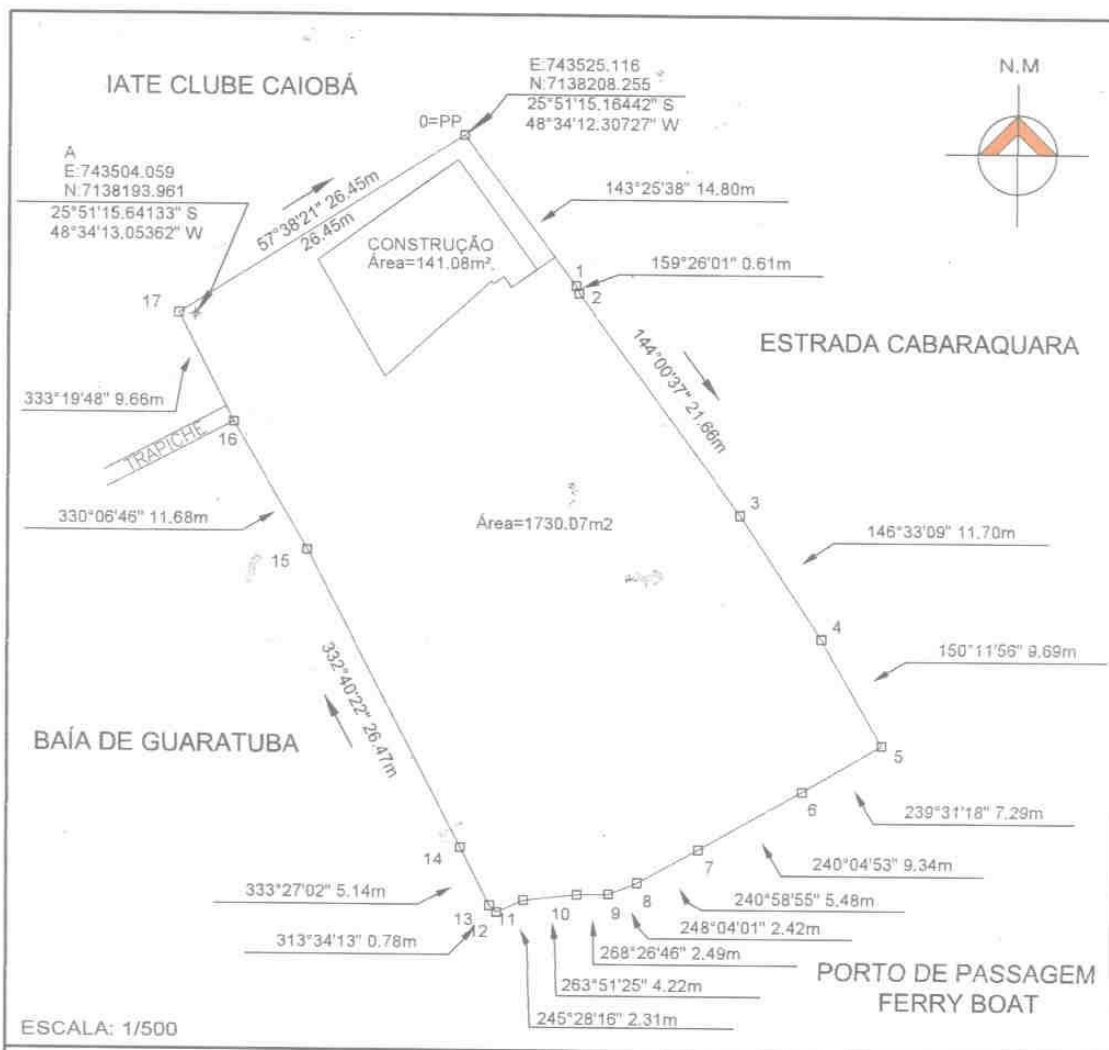 IATE CLUBE CAIOBÁ
E:743525.116
N:7138208.255
25°51'15.16442" S
48°34'12.30727" W
N.M
0=PP
A
E:743504.059
N:7138193.961
25°51'15.64133" S
48°34'13.05362" W
57°38'21" 26.45m
26.45m
143°25'38" 14.80m
CONSTRUÇÃO
Área=141.08m².
1
159°26'01" 0.61m
2
17
144°00'37" 21.66m
ESTRADA CABARAQUARA
333°19'48" 9.66m
16
TRAPICHE
330°06'46" 11.68m
Área=1730.07m2
3
146°33'09" 11.70m
15
4
150°11'56" 9.69m
332°40'22" 26.47m
BAÍA DE GUARATUBA
5
6
239°31'18" 7.29m
14
7
240°04'53" 9.34m
333°27'02" 5.14m
8
240°58'55" 5.48m
13
12
11
10
9
248°04'01" 2.42m
313°34'13" 0.78m
268°26'46" 2.49m
263°51'25" 4.22m
245°28'16" 2.31m
PORTO DE PASSAGEM
FERRY BOAT
ESCALA: 1/500